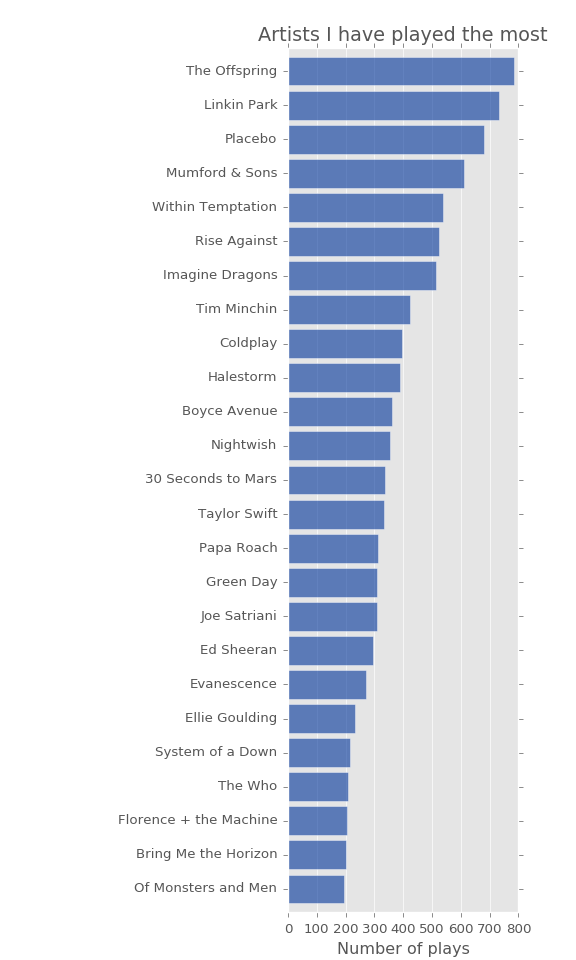 Artists I have played the most
The Offspring
Linkin Park
Placebo
Mumford & Sons
Within Temptation
Rise Against
Imagine Dragons
Tim Minchin
Coldplay
Halestorm
Boyce Avenue
Nightwish
30 Seconds to Mars
Taylor Swift
Papa Roach
Green Day
Joe Satriani
Ed Sheeran
Evanescence
Ellie Goulding
System of a Down
The Who
Florence + the Machine
Bring Me the Horizon
Of Monsters and Men
0 100 200 300 400 500 600 700 800
Number of plays